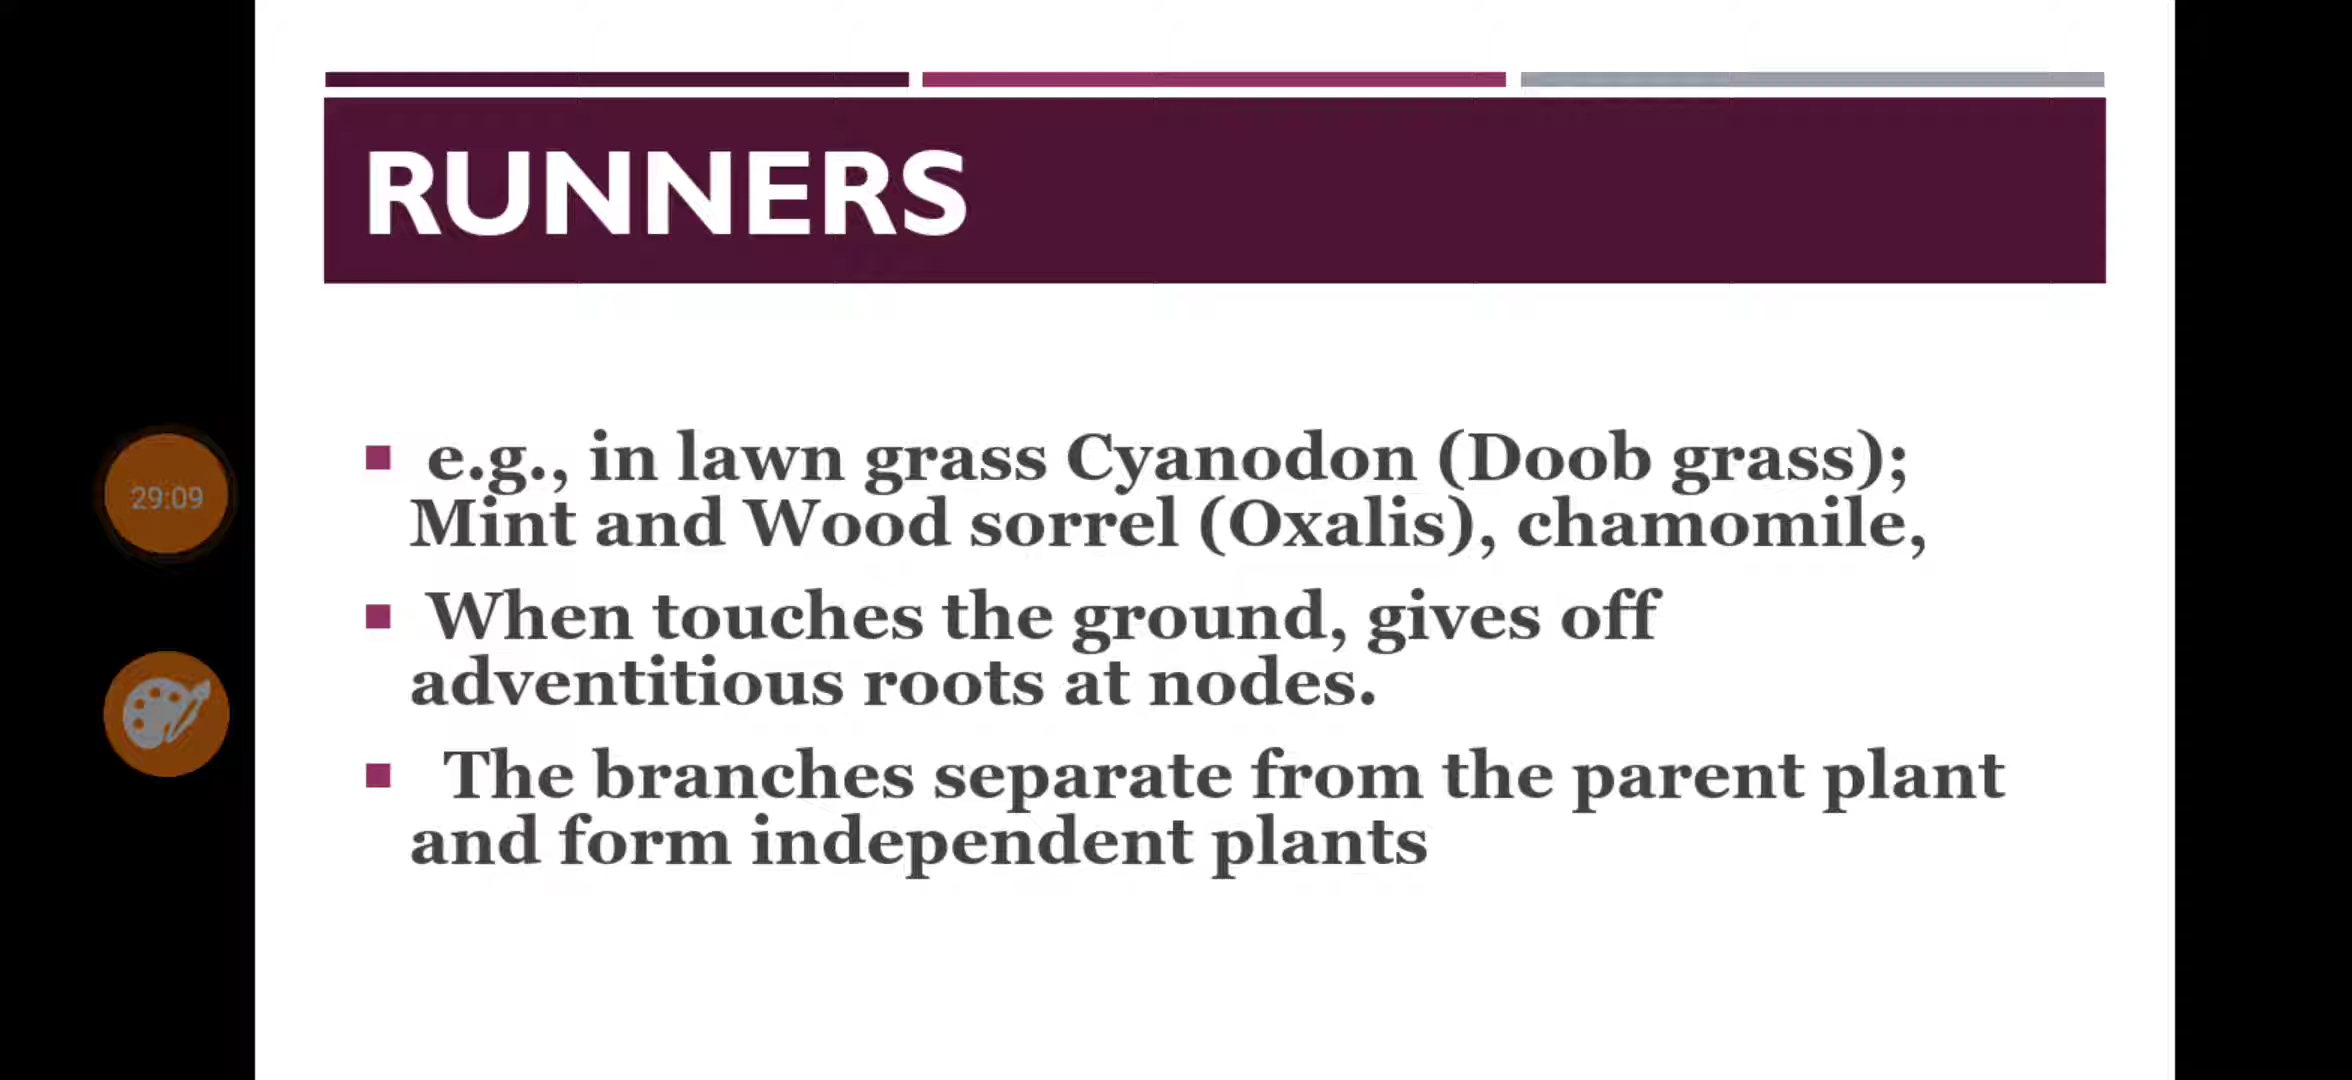 RUNNERS
e.g., in lawn grass Cyanodon (Doob grass);
Mint and Wood sorrel (Oxalis), chamomile,
When touches the ground, gives off
adventitious roots at nodes.
The branches separate from the parent plant
and form independent plants
29:09